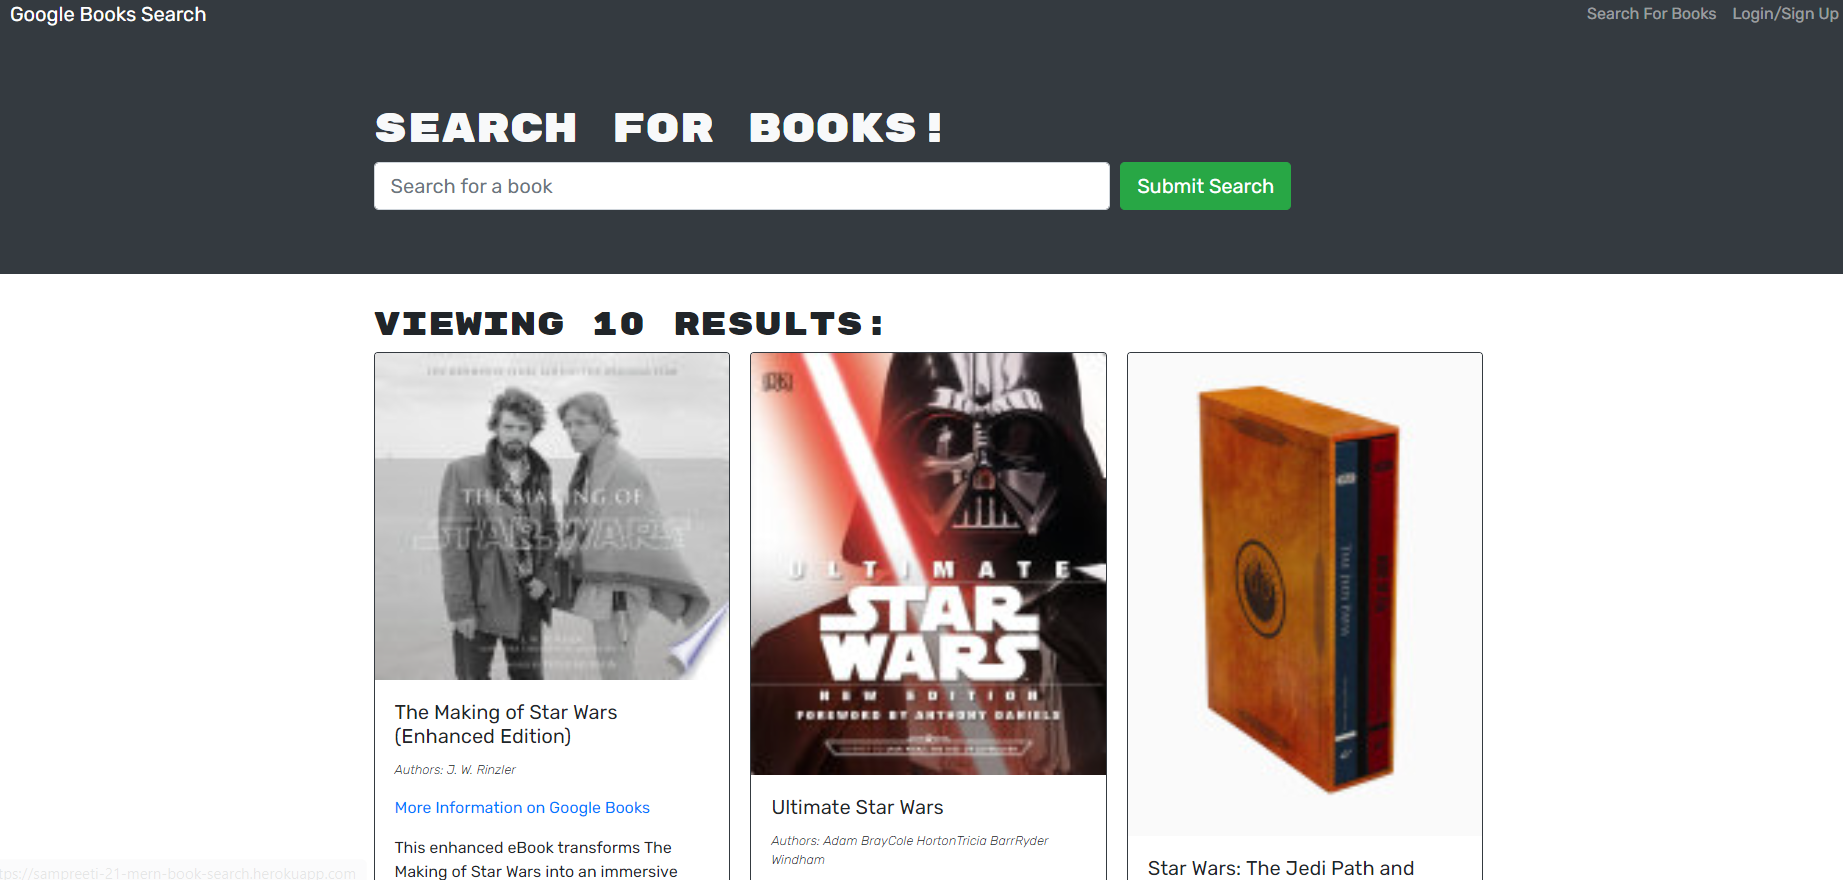 Google Books Search
Search For Books
Login/Sign Up
SEARCH FOR BOOKS!
Search for a book
Submit Search
VIEWING 10 RESULTS:
THE MAKING OF
STAR WARS
The Making of Star Wars
(Enhanced Edition)
Authors: J. W. Rinzler
More Information on Google Books
This enhanced eBook transforms The
Making of Star Wars into an immersive
DK
ULTIMATE
STAR
WARS
NEW EDITION
FOREWORD BY ANTHONY DANIELS
Ultimate Star Wars
Authors: Adam BrayCole HortonTricia BarrRyder
Windham
THE JEDI PATH
Star Wars: The Jedi Path and
tps://sampreeti-21-mern-book-search.herokuapp.com